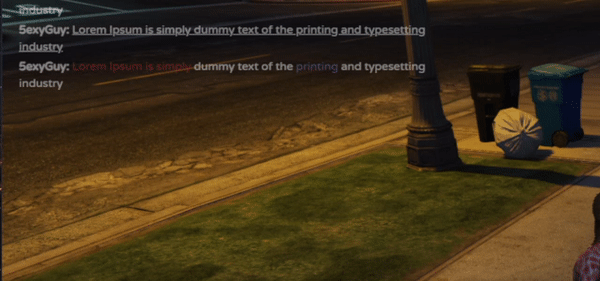 industry
5exyGuy: Lorem Ipsum is simply dummy text of the printing and typesetting
industry
5exyGuy: Lorem Ipsum is simply dummy text of the printing and typesetting
industry